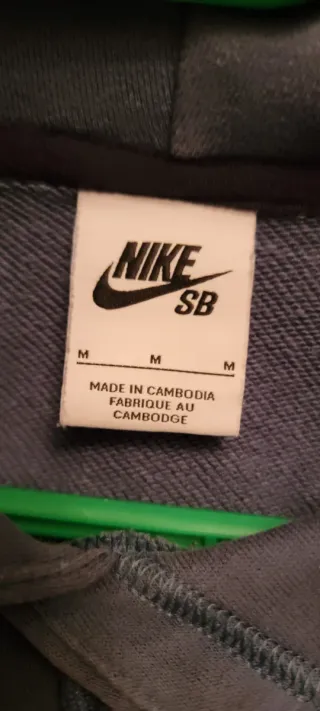 NIKE
SB
M M M
MADE IN CAMBODIA
FABRIQUE AU
CAMBODGE